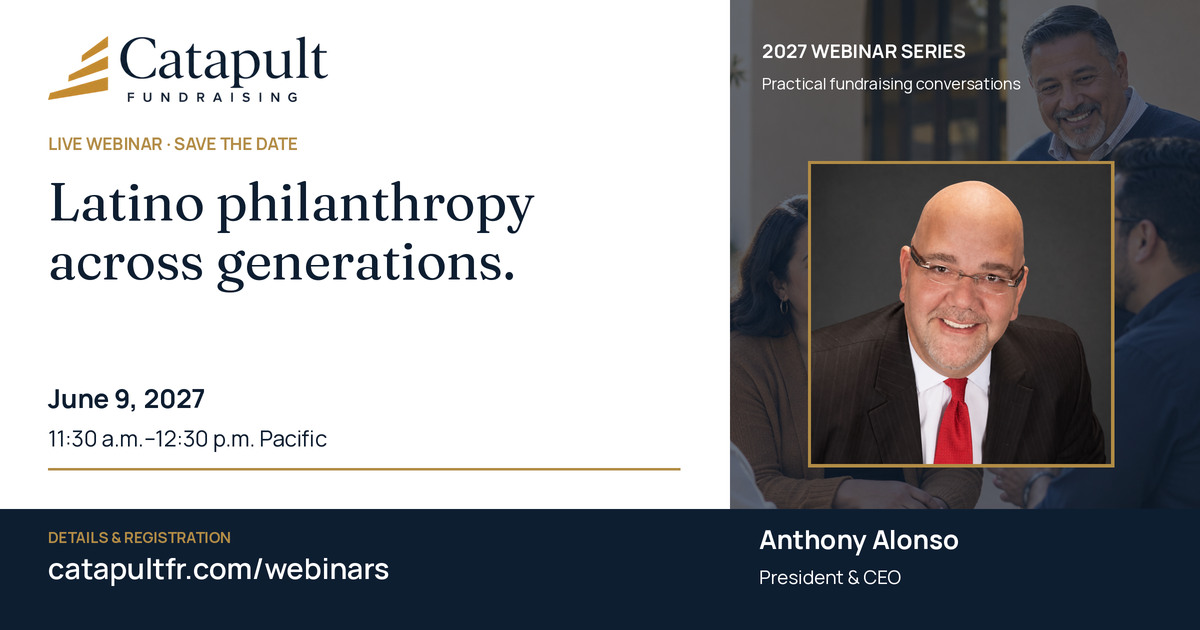 Catapult
FUNDRAISING
LIVE WEBINAR · SAVE THE DATE
Latino philanthropy
across generations.
June 9, 2027
11:30 a.m.–12:30 p.m. Pacific
DETAILS & REGISTRATION
catapultfr.com/webinars
2027 WEBINAR SERIES
Practical fundraising conversations
Anthony Alonso
President & CEO